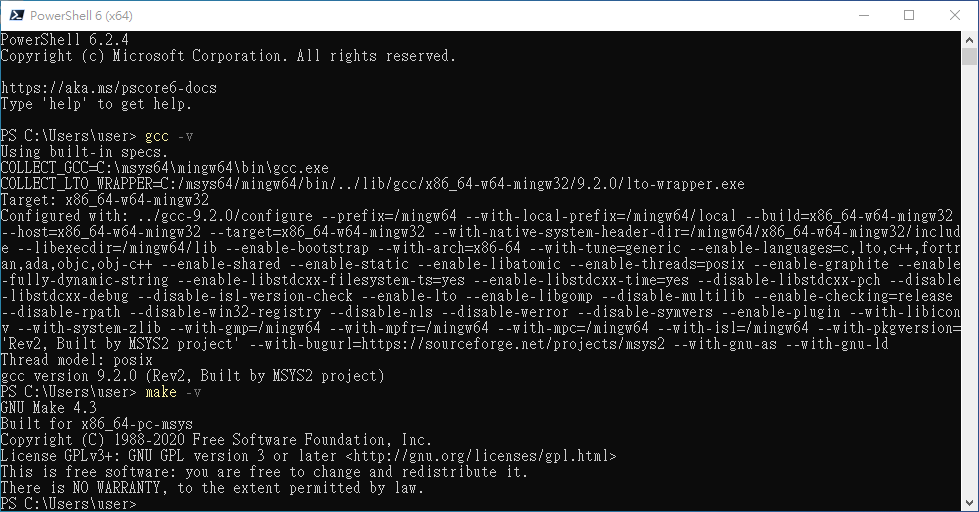 PowerShell 6 (x64)
PowerShell 6.2.4
Copyright (c) Microsoft Corporation. All rights reserved.
https://aka.ms/pscore6-docs
Type 'help' to get help.
PS C:\Users\user> gcc -v
Using built-in specs.
COLLECT_GCC=C:\msys64\mingw64\bin\gcc.exe
COLLECT_LTO_WRAPPER=C:/msys64/mingw64/bin/../lib/gcc/x86_64-w64-mingw32/9.2.0/lto-wrapper.exe
Target: x86_64-w64-mingw32
Configured with: ../gcc-9.2.0/configure --prefix=/mingw64 --with-local-prefix=/mingw64/local --build=x86_64-w64-mingw32
--host=x86_64-w64-mingw32 --target=x86_64-w64-mingw32 --with-native-system-header-dir=/mingw64/x86_64-w64-mingw32/includ
e --libexecdir=/mingw64/lib --enable-bootstrap --with-arch=x86-64 --with-tune=generic --enable-languages=c,lto,c++,fortr
an,ada,objc,obj-c++ --enable-shared --enable-static --enable-libatomic --enable-threads=posix --enable-graphite --enable
-fully-dynamic-string --enable-libstdcxx-filesystem-ts=yes --enable-libstdcxx-time=yes --disable-libstdcxx-pch --disable
-libstdcxx-debug --disable-isl-version-check --enable-lto --enable-libgomp --disable-multilib --enable-checking=release
--disable-rpath --disable-win32-registry --disable-nls --disable-werror --disable-symvers --enable-plugin --with-libicon
v --with-system-zlib --with-gmp=/mingw64 --with-mpfr=/mingw64 --with-mpc=/mingw64 --with-isl=/mingw64 --with-pkgversion=
'Rev2, Built by MSYS2 project' --with-bugurl=https://sourceforge.net/projects/msys2 --with-gnu-as --with-gnu-ld
Thread model: posix
gcc version 9.2.0 (Rev2, Built by MSYS2 project)
PS C:\Users\user> make -v
GNU Make 4.3
Built for x86_64-pc-msys
Copyright (C) 1988-2020 Free Software Foundation, Inc.
License GPLv3+: GNU GPL version 3 or later <http://gnu.org/licenses/gpl.html>
This is free software: you are free to change and redistribute it.
There is NO WARRANTY, to the extent permitted by law.
PS C:\Users\user>